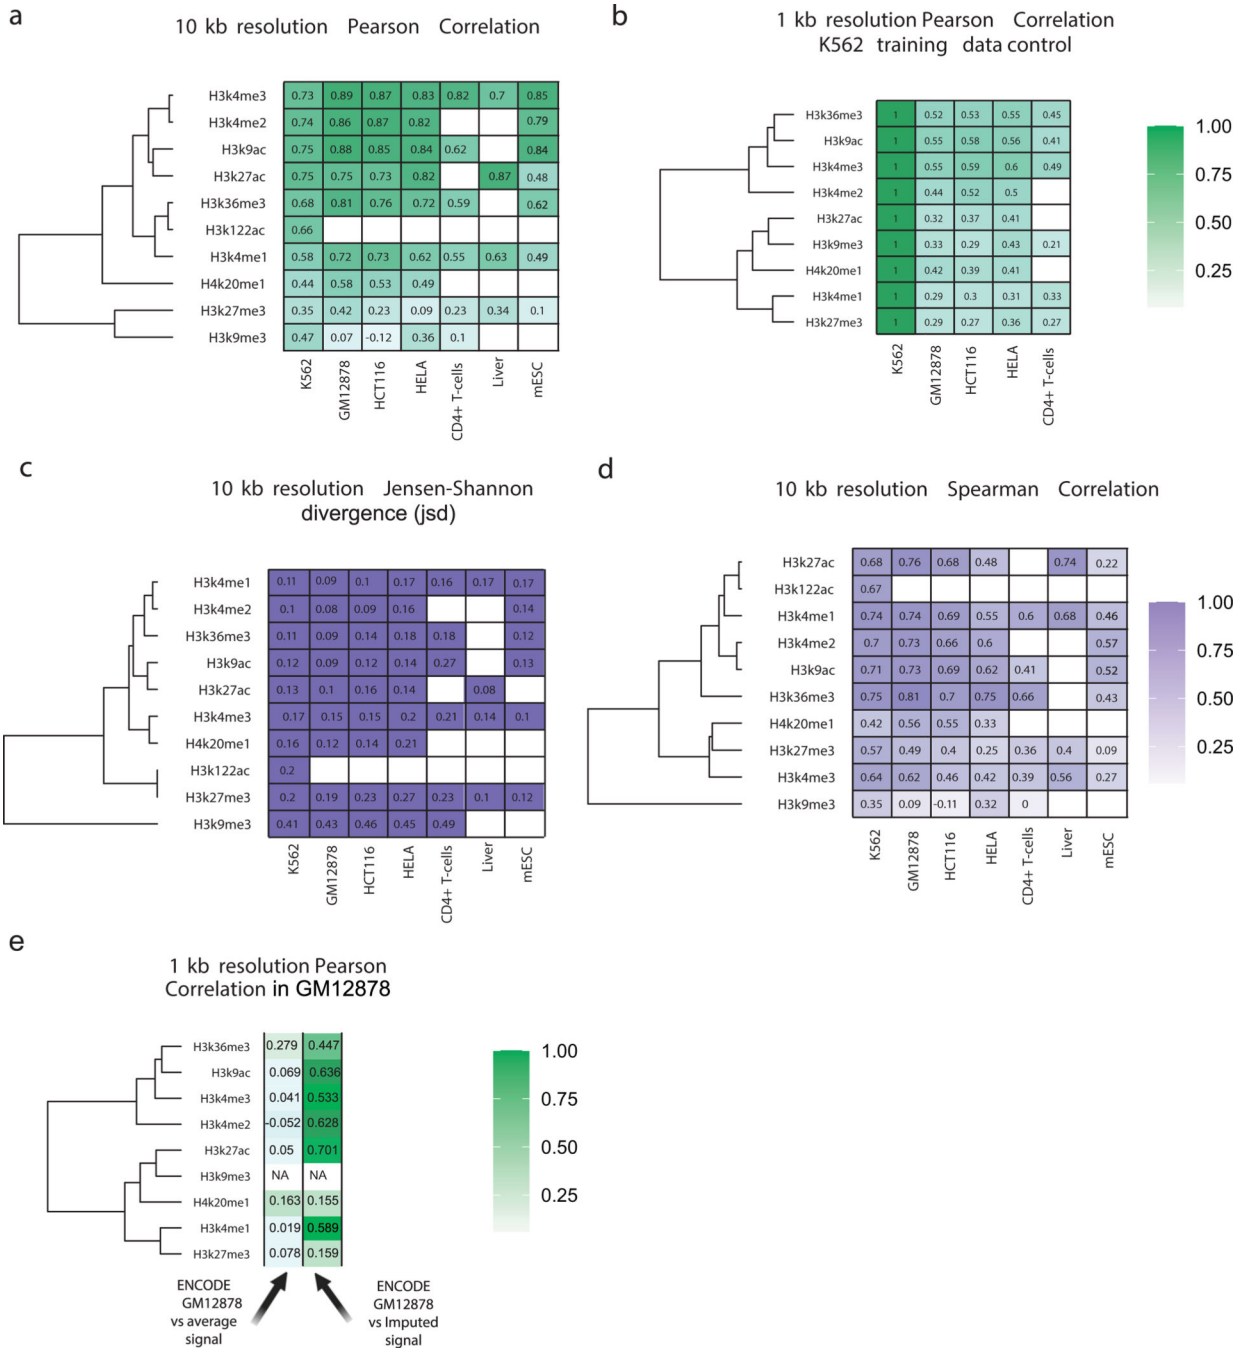 a
10 kb resolution Pearson Correlation
H3k4me3 0.73 0.89 0.87 0.83 0.82 0.7 0.85
H3k4me2 0.74 0.86 0.87 0.82 0.79
H3k9ac 0.75 0.88 0.85 0.84 0.62 0.84
H3k27ac 0.75 0.75 0.73 0.82 0.87 0.48
H3k36me3 0.68 0.81 0.76 0.72 0.59 0.62
H3k122ac 0.66
H3k4me1 0.58 0.72 0.73 0.62 0.55 0.63 0.49
H4k20me1 0.44 0.58 0.53 0.49
H3k27me3 0.35 0.42 0.23 0.09 0.23 0.34 0.1
H3k9me3 0.47 0.07 -0.12 0.36 0.1
K562 GM12878 HCT116 HELA CD4+ T-cells Liver mESC
b
1 kb resolution Pearson Correlation
K562 training data control
H3k36me3 1 0.52 0.53 0.55 0.45
H3k9ac 1 0.55 0.58 0.56 0.41
H3k4me3 1 0.55 0.59 0.6 0.49
H3k4me2 1 0.44 0.52 0.5
H3k27ac 1 0.32 0.37 0.41
H3k9me3 1 0.33 0.29 0.43 0.21
H4k20me1 1 0.42 0.39 0.41
H3k4me1 1 0.29 0.3 0.31 0.33
H3k27me3 1 0.29 0.27 0.36 0.27
K562 GM12878 HCT116 HELA CD4+ T-cells
1.00
0.75
0.50
0.25
c
10 kb resolution Jensen-Shannon
divergence (jsd)
H3k4me1 0.11 0.09 0.1 0.17 0.16 0.17 0.17
H3k4me2 0.1 0.08 0.09 0.16 0.14
H3k36me3 0.11 0.09 0.14 0.18 0.18 0.12
H3k9ac 0.12 0.09 0.12 0.14 0.27 0.13
H3k27ac 0.13 0.1 0.16 0.14 0.08
H3k4me3 0.17 0.15 0.15 0.2 0.21 0.14 0.1
H4k20me1 0.16 0.12 0.14 0.21
H3k122ac 0.2
H3k27me3 0.2 0.19 0.23 0.27 0.23 0.1 0.12
H3k9me3 0.41 0.43 0.46 0.45 0.49
K562 GM12878 HCT116 HELA CD4+ T-cells Liver mESC
d
10 kb resolution Spearman Correlation
H3k27ac 0.68 0.76 0.68 0.48 0.74 0.22
H3k122ac 0.67
H3k4me1 0.74 0.74 0.69 0.55 0.6 0.68 0.46
H3k4me2 0.7 0.73 0.66 0.6 0.57
H3k9ac 0.71 0.73 0.69 0.62 0.41 0.52
H3k36me3 0.75 0.81 0.7 0.75 0.66 0.43
H4k20me1 0.42 0.56 0.55 0.33
H3k27me3 0.57 0.49 0.4 0.25 0.36 0.4 0.09
H3k4me3 0.64 0.62 0.46 0.42 0.39 0.56 0.27
H3k9me3 0.35 0.09 -0.11 0.32 0
K562 GM12878 HCT116 HELA CD4+ T-cells Liver mESC
1.00
0.75
0.50
0.25
e
1 kb resolution Pearson
Correlation in GM12878
H3k36me3 0.279 0.447
H3k9ac 0.069 0.636
H3k4me3 0.041 0.533
H3k4me2 -0.052 0.628
H3k27ac 0.05 0.701
H3k9me3 NA NA
H4k20me1 0.163 0.155
H3k4me1 0.019 0.589
H3k27me3 0.078 0.159
1.00
0.75
0.50
0.25
ENCODE
GM12878
vs average
signal
ENCODE
GM12878
vs Imputed
signal